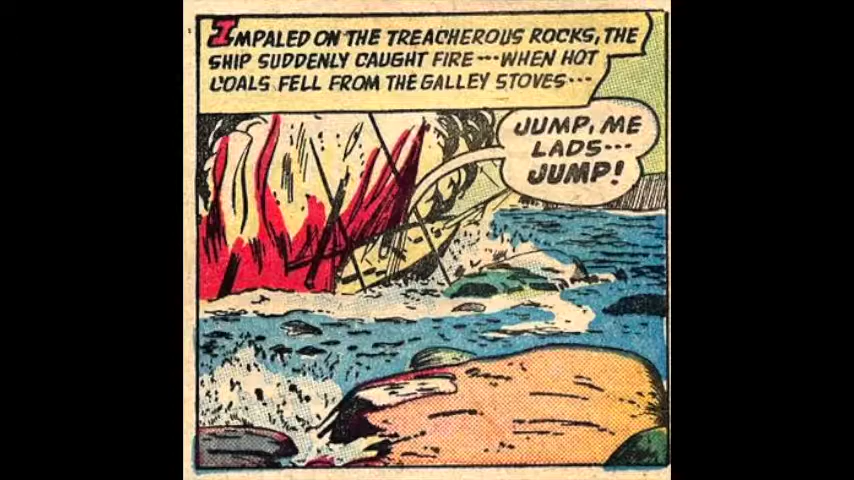 IMPALED ON THE TREACHEROUS ROCKS, THE
SHIP SUDDENLY CAUGHT FIRE---WHEN HOT
COALS FELL FROM THE GALLEY STOVES---
JUMP, ME
LADS---
JUMP!